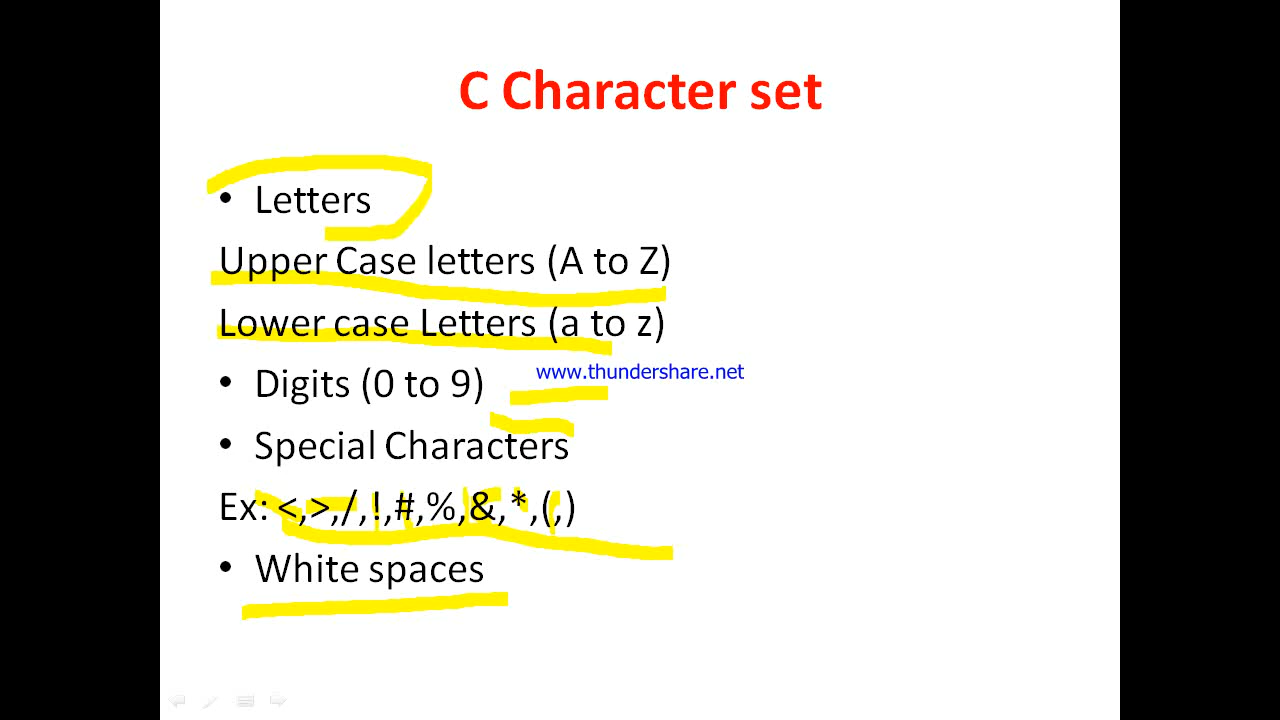 C Character set
• Letters
Upper Case letters (A to Z)
Lower case Letters (a to z)
www.thundershare.net
• Digits (0 to 9)
• Special Characters
Ex: <,>,/,!,#,%,&,*,(,)
• White spaces